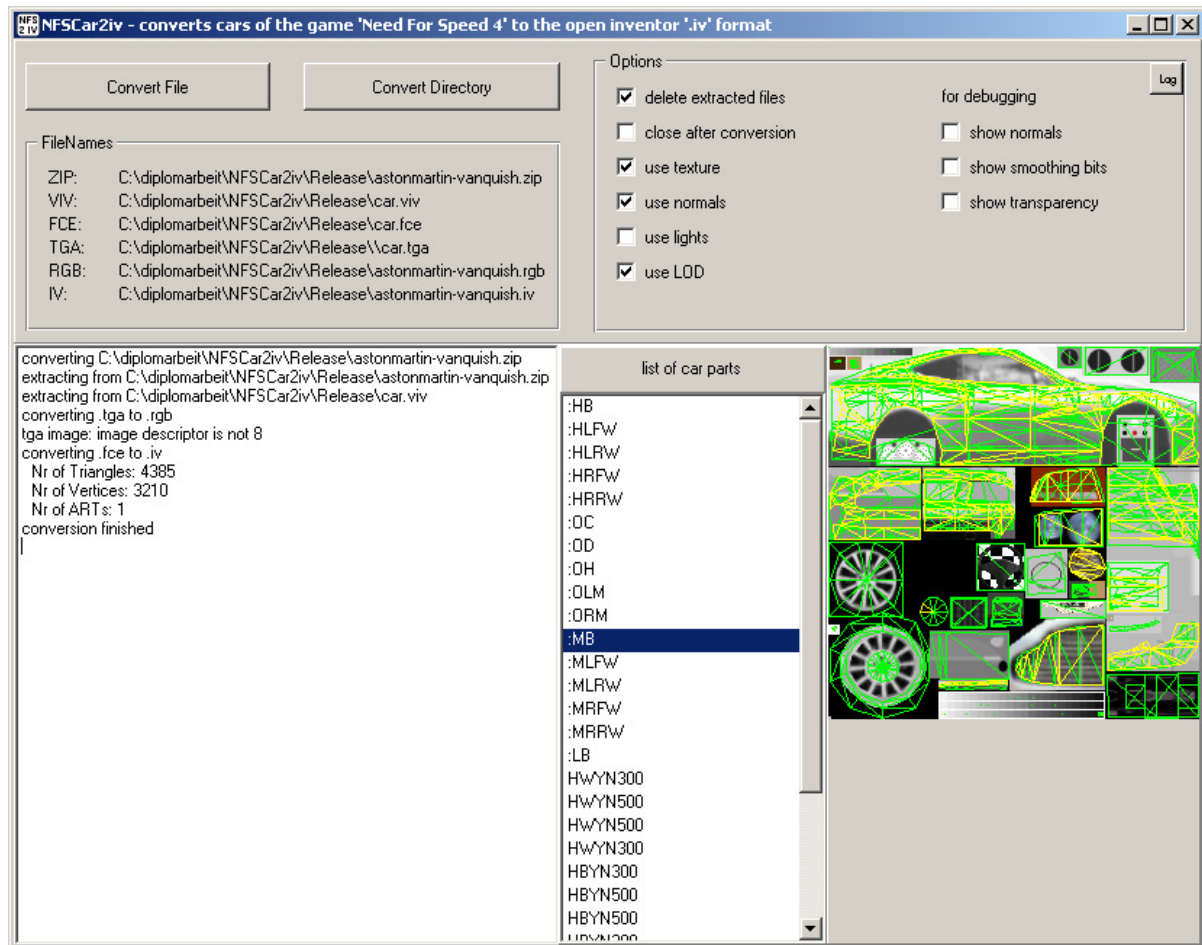 NFS
2 IV
NFSCar2iv - converts cars of the game 'Need For Speed 4' to the open inventor '.iv' format
Convert File
Convert Directory
FileNames
ZIP: C:\diplomarbeit\NFSCar2iv\Release\astonmartin-vanquish.zip
VIV: C:\diplomarbeit\NFSCar2iv\Release\car.viv
FCE: C:\diplomarbeit\NFSCar2iv\Release\car.fce
TGA: C:\diplomarbeit\NFSCar2iv\Release\\car.tga
RGB: C:\diplomarbeit\NFSCar2iv\Release\astonmartin-vanquish.rgb
IV: C:\diplomarbeit\NFSCar2iv\Release\astonmartin-vanquish.iv
Options
Log
delete extracted files
close after conversion
use texture
use normals
use lights
use LOD
for debugging
show normals
show smoothing bits
show transparency
converting C:\diplomarbeit\NFSCar2iv\Release\astonmartin-vanquish.zip
extracting from C:\diplomarbeit\NFSCar2iv\Release\astonmartin-vanquish.zip
extracting from C:\diplomarbeit\NFSCar2iv\Release\car.viv
converting .tga to .rgb
tga image: image descriptor is not 8
converting .fce to .iv
Nr of Triangles: 4385
Nr of Vertices: 3210
Nr of ARTs: 1
conversion finished
list of car parts
:HB
:HLFW
:HLRW
:HRFW
:HRRW
:OC
:OD
:OH
:OLM
:ORM
:MB
:MLFW
:MLRW
:MRFW
:MRRW
:LB
HWYN300
HWYN500
HWYN500
HWYN300
HBYN300
HBYN500
HBYN500